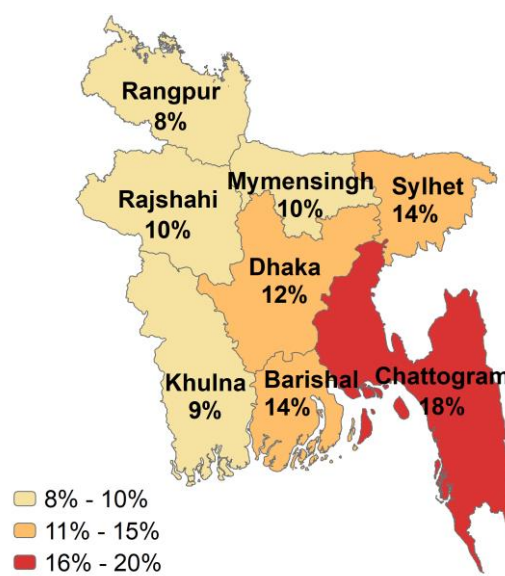 Rangpur
8%
Mymensingh
10%
Sylhet
14%
Rajshahi
10%
Dhaka
12%
Khulna
9%
Barishal
14%
Chattogram
18%
8% - 10%
11% - 15%
16% - 20%